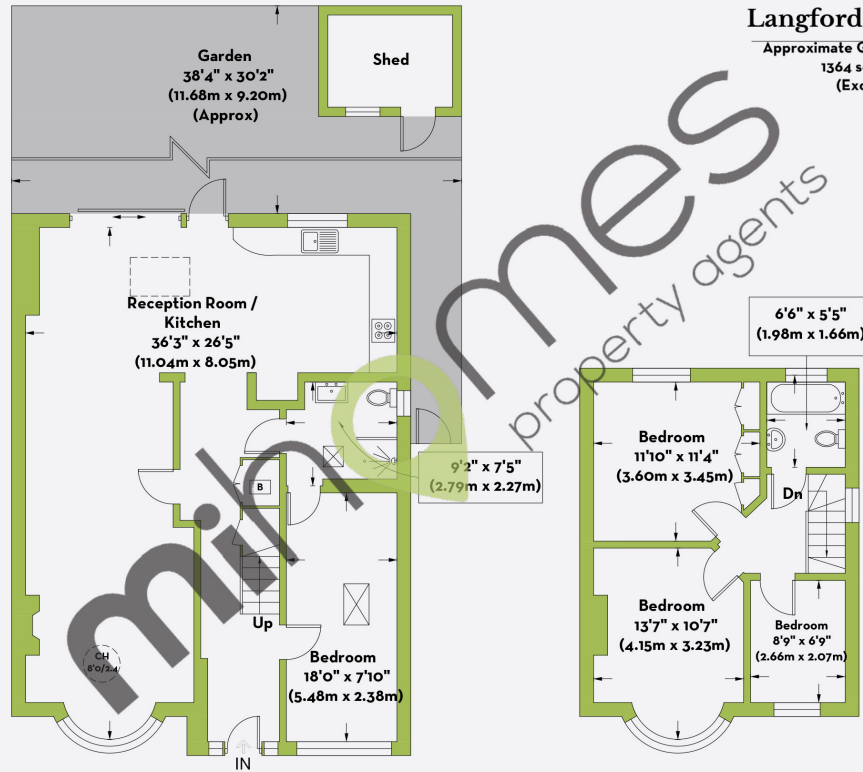 Langford
Approximate G
1364 s
(Exc
Garden
38'4" x 30'2"
(11.68m x 9.20m)
(Approx)
Shed
Reception Room /
Kitchen
36'3" x 26'5"
(11.04m x 8.05m)
9'2" x 7'5"
(2.79m x 2.27m)
B
Up
CH
8'0/2.4
Bedroom
18'0" x 7'10"
(5.48m x 2.38m)
IN
6'6" x 5'5"
(1.98m x 1.66m)
Bedroom
11'10" x 11'4"
(3.60m x 3.45m)
Dn
Bedroom
13'7" x 10'7"
(4.15m x 3.23m)
Bedroom
8'9" x 6'9"
(2.66m x 2.07m)
mih mes
property agents